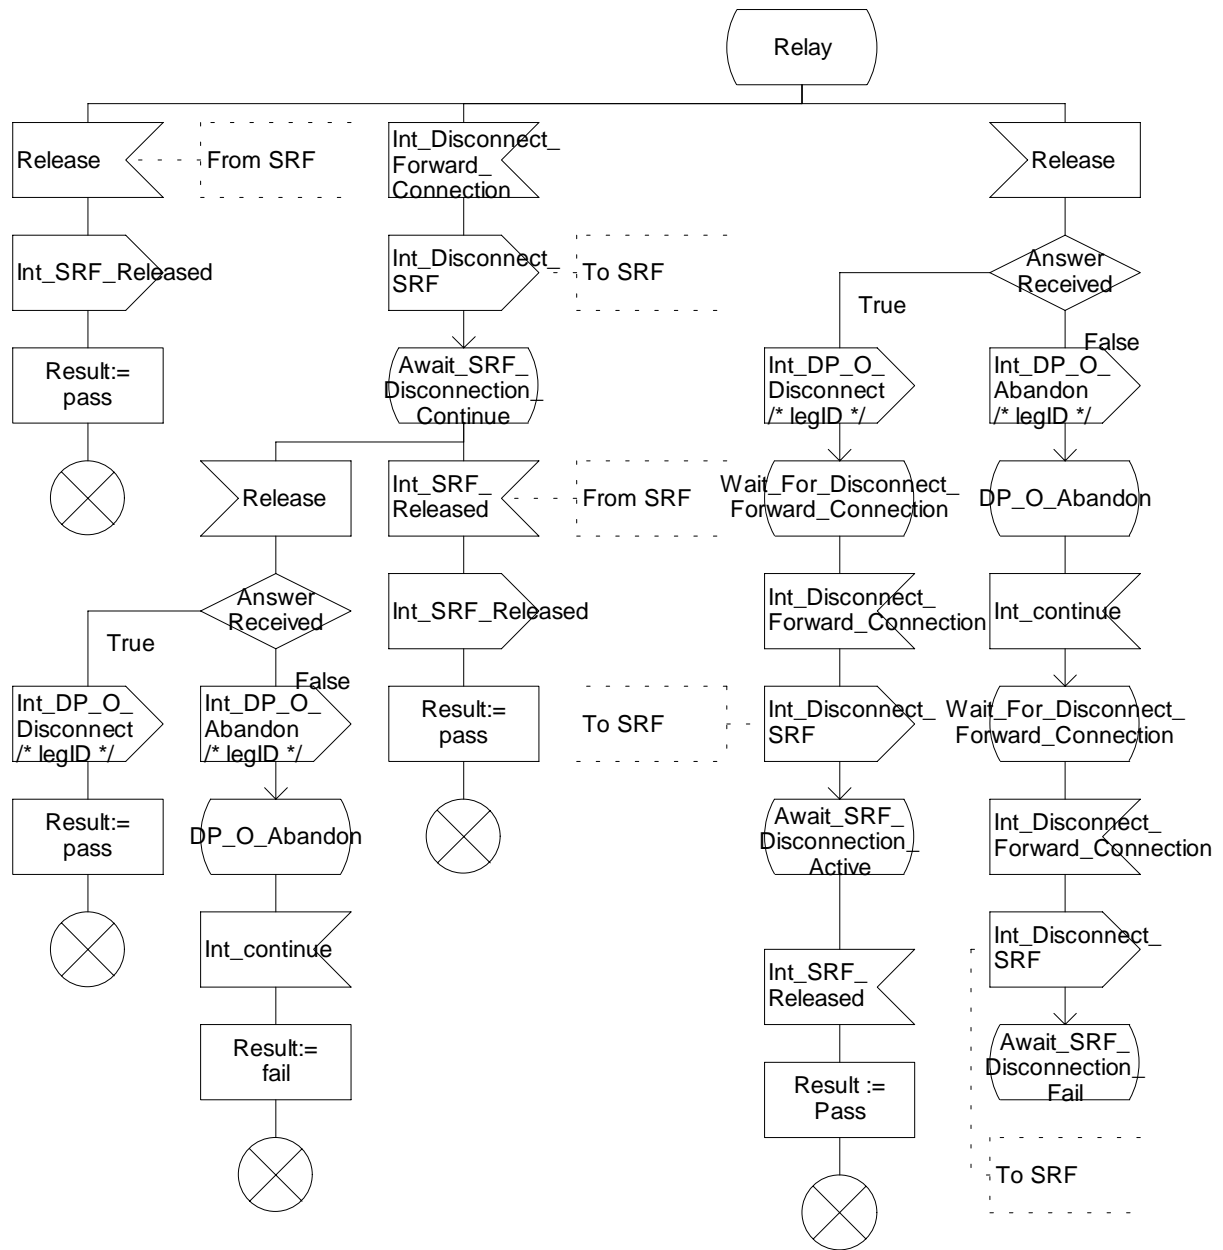 Relay
Release
From SRF
Int_Disconnect_
Forward_
Connection
Release
Int_SRF_Released
Int_Disconnect_
SRF
To SRF
Answer
Received
True
False
Result:=
pass
Await_SRF_
Disconnection_
Continue
Int_DP_O_
Disconnect
/* legID */
Int_DP_O_
Abandon
/* legID */
Release
Int_SRF_
Released
From SRF
Wait_For_Disconnect_
Forward_Connection
DP_O_Abandon
Answer
Received
True
False
Int_SRF_Released
Int_Disconnect_
Forward_Connection
Int_continue
Int_DP_O_
Disconnect
/* legID */
Int_DP_O_
Abandon
/* legID */
Result:=
pass
To SRF
Int_Disconnect_
SRF
Wait_For_Disconnect_
Forward_Connection
Result:=
pass
DP_O_Abandon
Await_SRF_
Disconnection_
Active
Int_Disconnect_
Forward_Connection
Int_continue
Int_SRF_
Released
Int_Disconnect_
SRF
Result:=
fail
Result :=
Pass
Await_SRF_
Disconnection_
Fail
To SRF